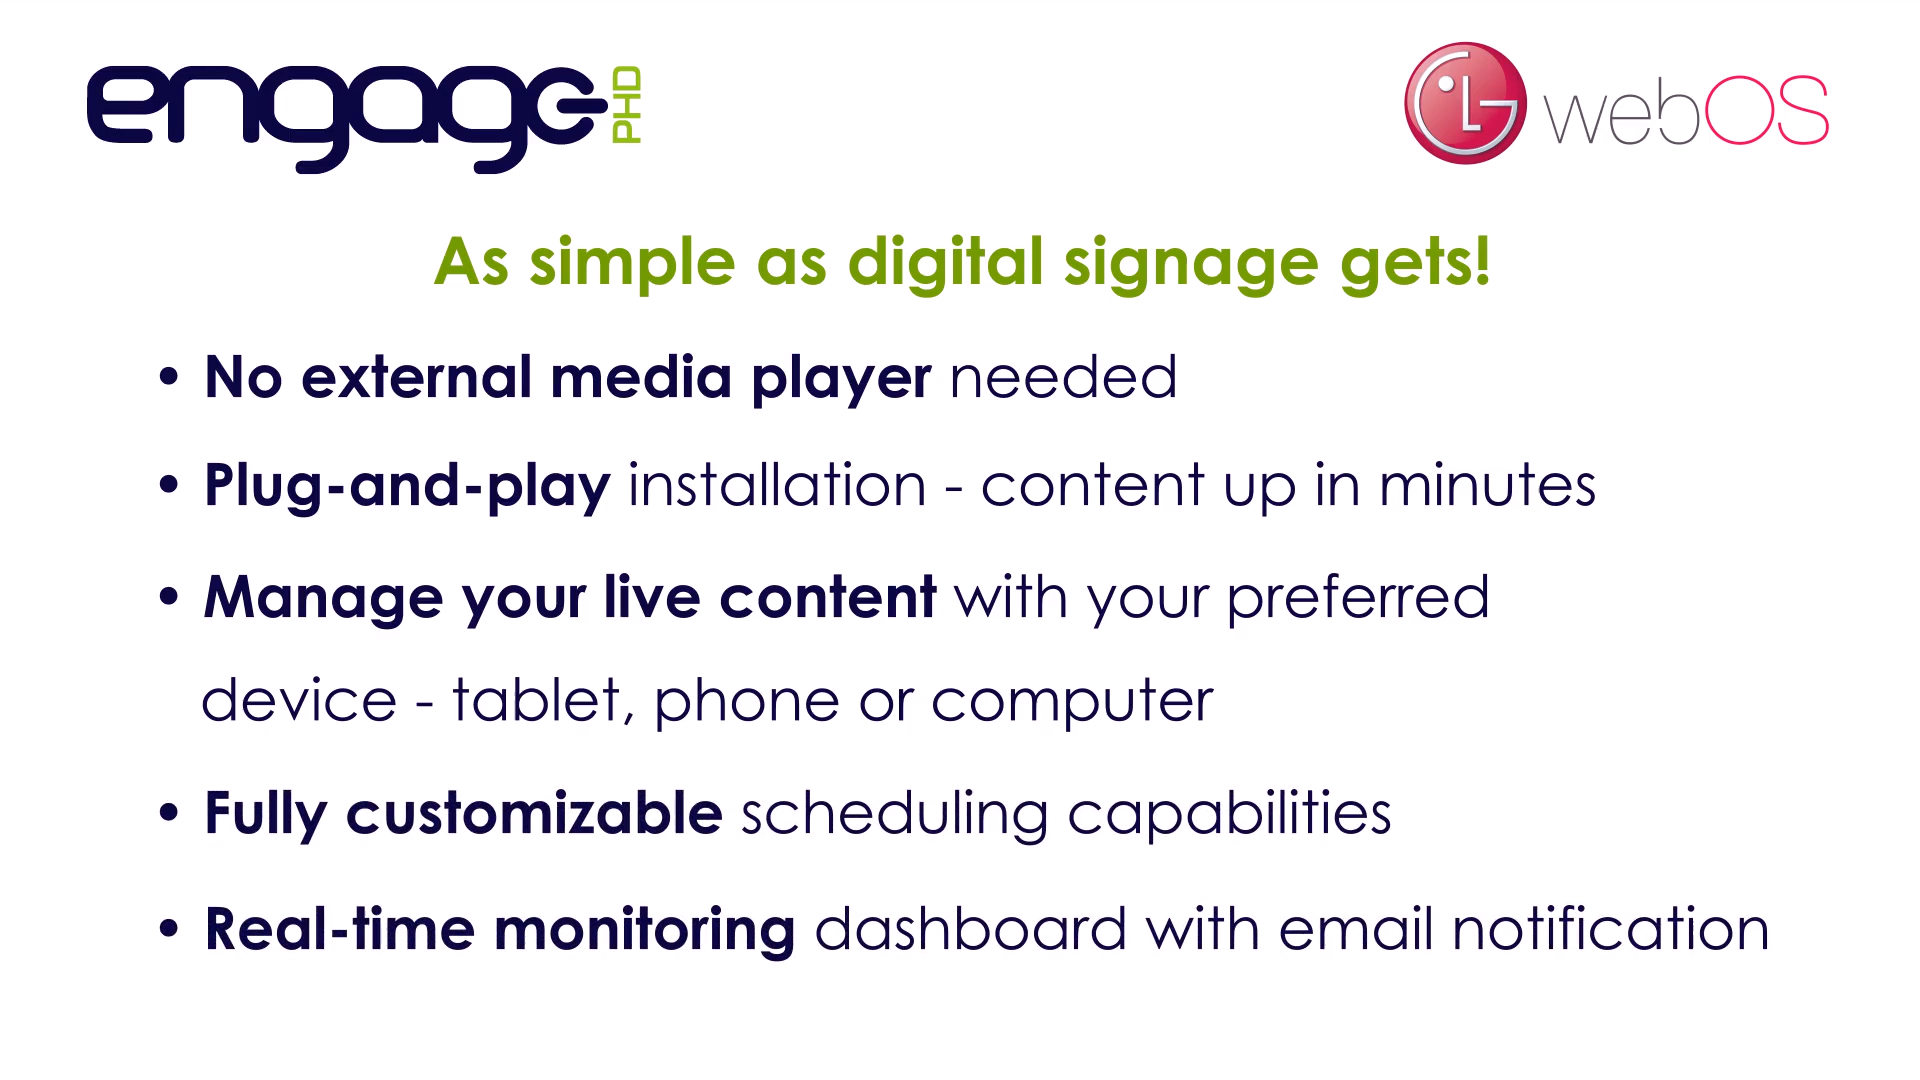 engage PHD
LG webOS
As simple as digital signage gets!
• No external media player needed
• Plug-and-play installation - content up in minutes
• Manage your live content with your preferred
device - tablet, phone or computer
• Fully customizable scheduling capabilities
• Real-time monitoring dashboard with email notification